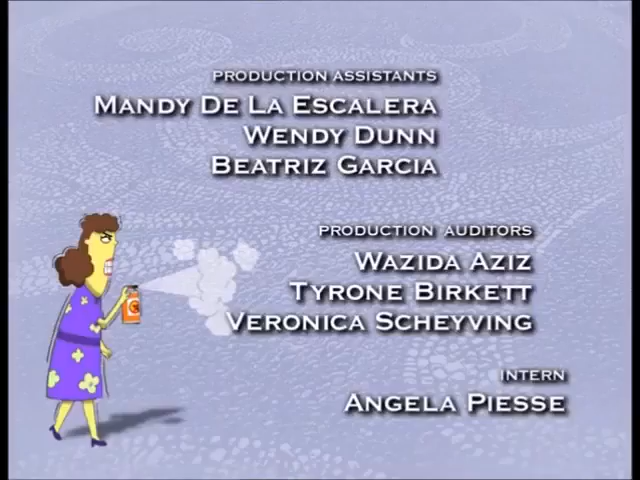 PRODUCTION ASSISTANTS
MANDY DE LA ESCALERA
WENDY DUNN
BEATRIZ GARCIA
PRODUCTION AUDITORS
WAZIDA AZIZ
TYRONE BIRKETT
VERONICA SCHEYVING
INTERN
ANGELA PIESSE